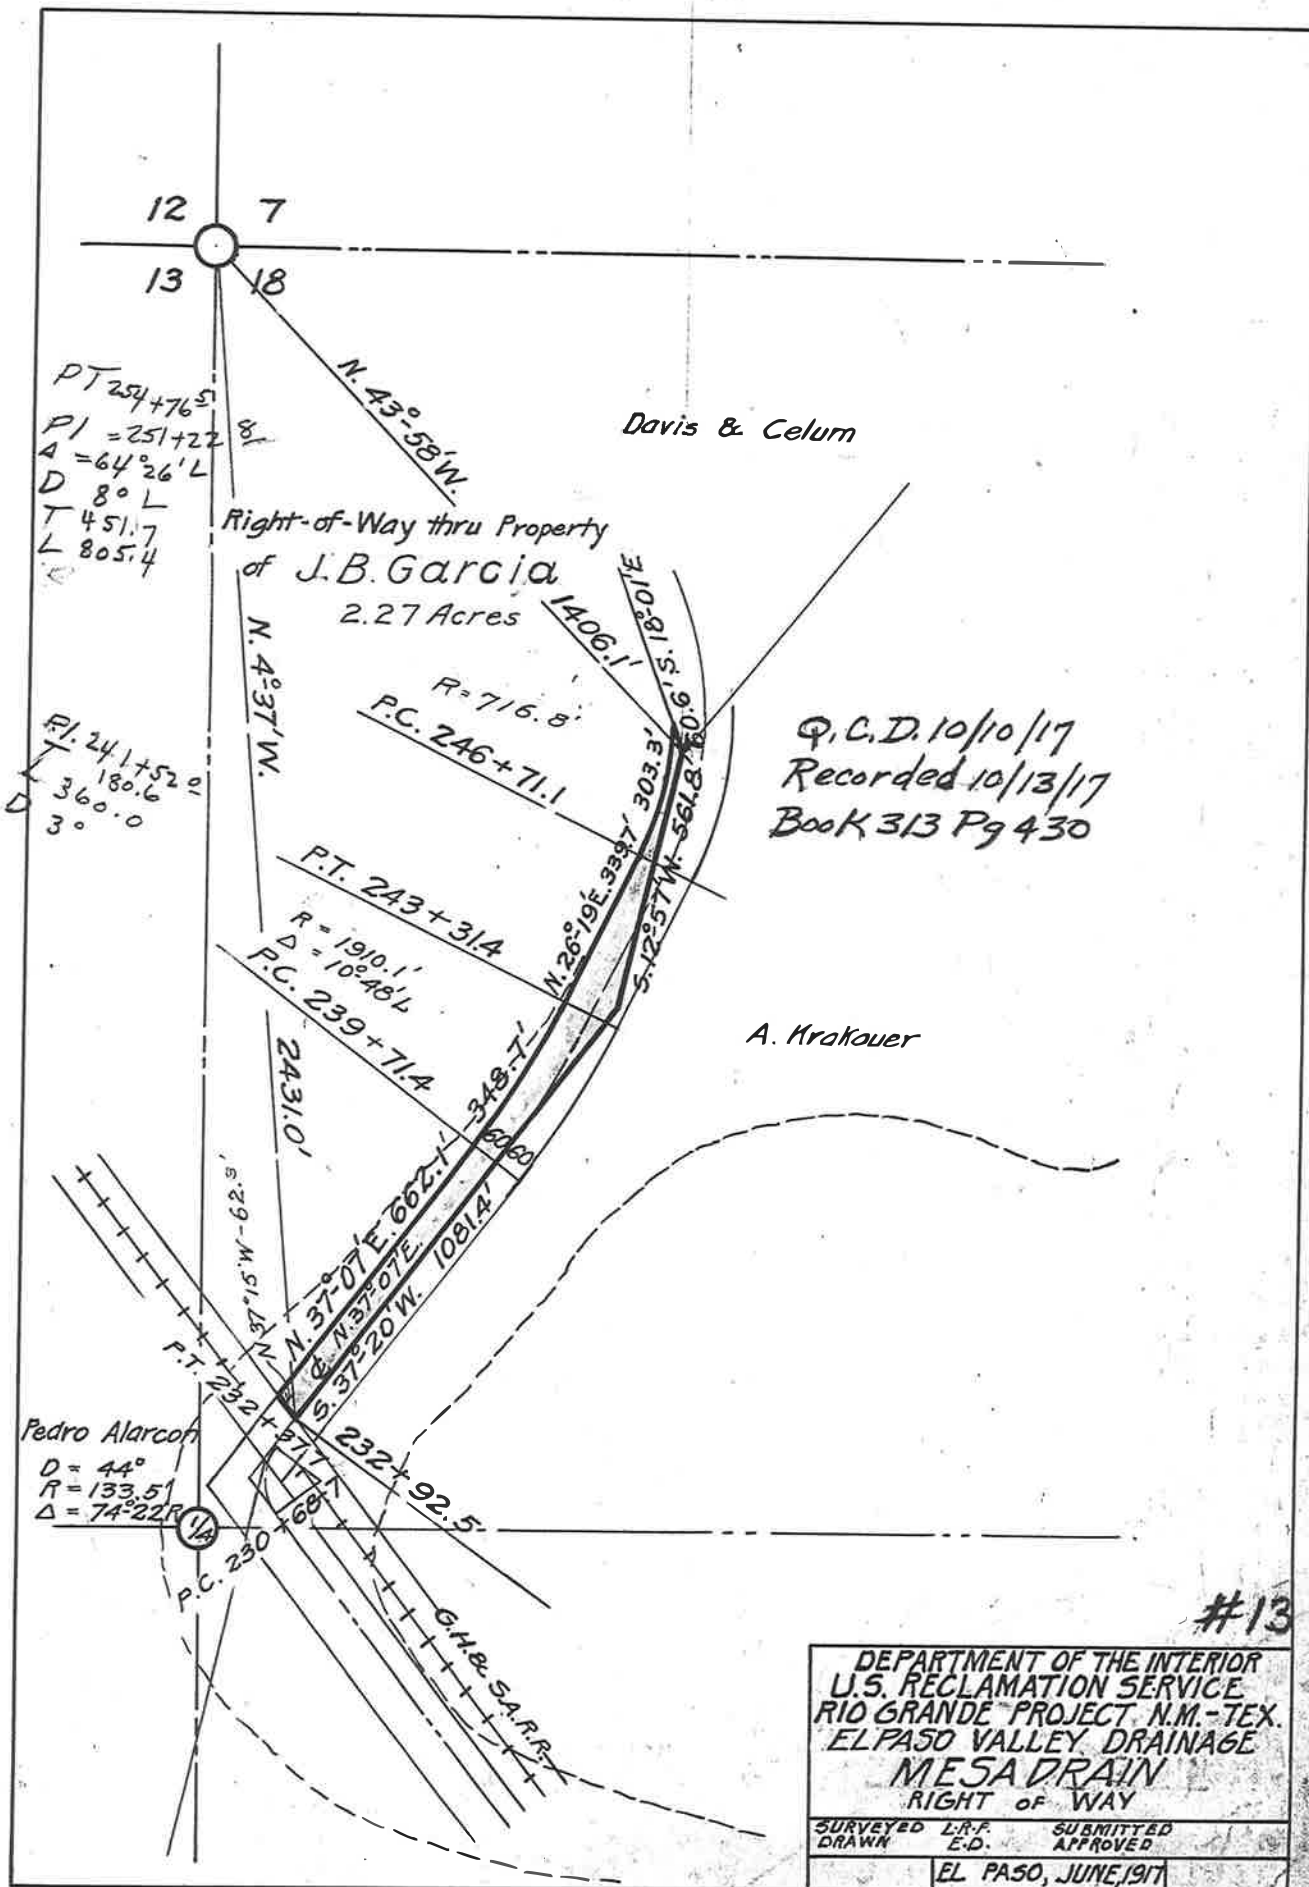 12 7
13 18
N. 43°-58'W.
1406.1'
PT 254+76.5
PI = 251+22.8
Δ = 64°26'L
D 8° L
T 451.7
L 805.4
Davis & Celum
Right-of-Way thru Property
of J.B. Garcia
2.27 Acres
N. 4°-37'W.
2431.0'
S. 18°-01'E
60.6'
R = 716.8'
P.C. 246+71.1
P.I. 241+52.0
T 180.6
L 360.0
D 3°
Q.C.D. 10/10/17
Recorded 10/13/17
Book 313 Pg 430
P.T. 243+31.4
R = 1910.1'
Δ = 10°-48'L
P.C. 239+71.4
303.3'
N. 26°-19'E. 339.7'
S. 12°-57'W. 561.8'
348.7'
A. Krakauer
60 60
N. 37°-07'E. 662.1'
℄ N. 37°-07'E.
S. 37°-20'W. 1081.4'
N 37°15'W - 62.3'
P.T. 232+37.7
232+92.5
Pedro Alarcon
D = 44°
R = 133.5'
Δ = 74°-22'R
1/4
P.C. 230+68.7
G.H. & S.A.R.R.
#13
DEPARTMENT OF THE INTERIOR
U.S. RECLAMATION SERVICE
RIO GRANDE PROJECT, N.M.-TEX.
EL PASO VALLEY DRAINAGE
MESA DRAIN
RIGHT OF WAY
SURVEYED L.R.F. SUBMITTED
DRAWN E.D. APPROVED
EL PASO, JUNE, 1917